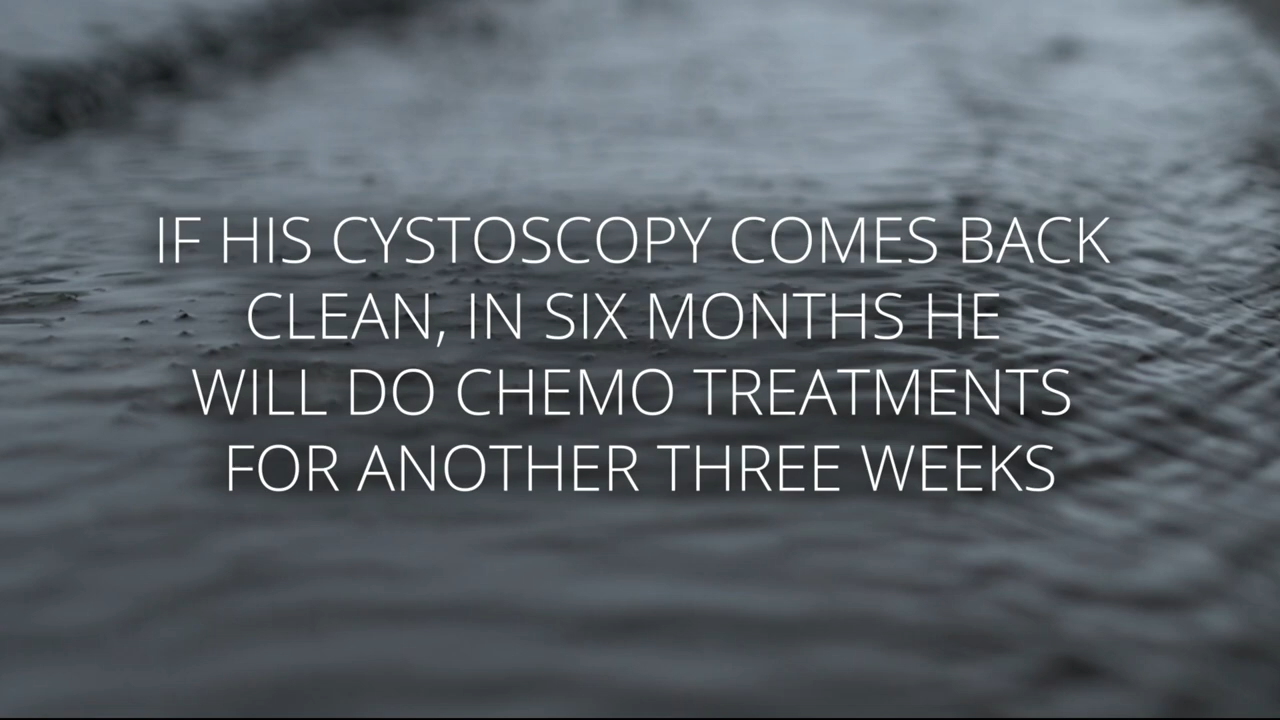 IF HIS CYSTOSCOPY COMES BACK
CLEAN, IN SIX MONTHS HE
WILL DO CHEMO TREATMENTS
FOR ANOTHER THREE WEEKS